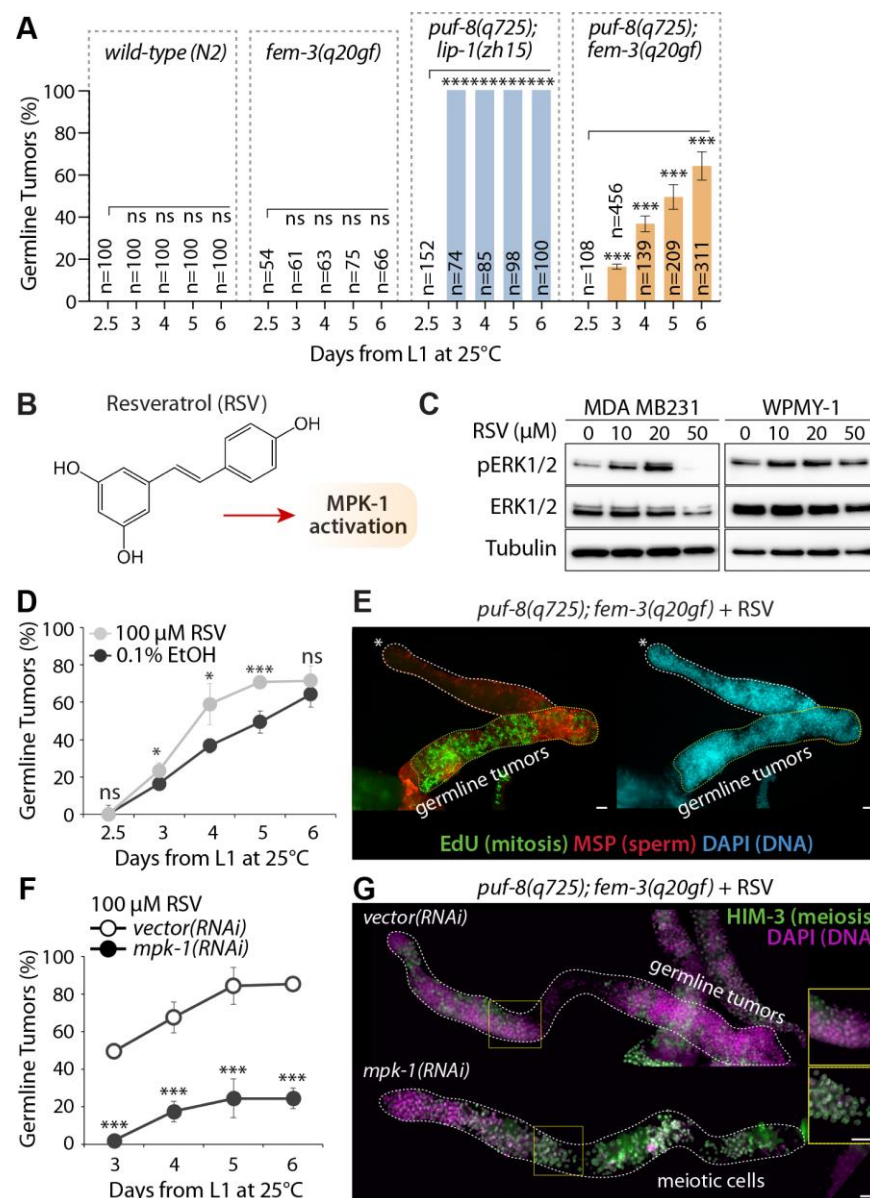 A
wild-type (N2)
fem-3(q20gf)
puf-8(q725);
lip-1(zh15)
puf-8(q725);
fem-3(q20gf)
Germline Tumors (%)
100
80
60
40
20
0
ns ns ns ns
n=100 n=100 n=100 n=100 n=100
ns ns ns ns
n=54 n=61 n=63 n=75 n=66
************
n=152 n=74 n=85 n=98 n=100
*** *** *** ***
n=108 n=456 n=139 n=209 n=311
2.5 3 4 5 6 2.5 3 4 5 6 2.5 3 4 5 6 2.5 3 4 5 6
Days from L1 at 25°C
B
Resveratrol (RSV)
OH
HO
OH
MPK-1
activation
C
MDA MB231 WPMY-1
RSV (µM) 0 10 20 50 0 10 20 50
pERK1/2
ERK1/2
Tubulin
D
Germline Tumors (%)
100
80
60
40
20
0
100 µM RSV
0.1% EtOH
ns * * *** ns
2.5 3 4 5 6
Days from L1 at 25°C
E
puf-8(q725); fem-3(q20gf) + RSV
* *
germline tumors germline tumors
EdU (mitosis) MSP (sperm) DAPI (DNA)
F
100 µM RSV
vector(RNAi)
mpk-1(RNAi)
Germline Tumors (%)
100
80
60
40
20
0
*** *** *** ***
3 4 5 6
Days from L1 at 25°C
G
puf-8(q725); fem-3(q20gf) + RSV
vector(RNAi)
HIM-3 (meiosis
DAPI (DNA
germline tumors
mpk-1(RNAi)
meiotic cells